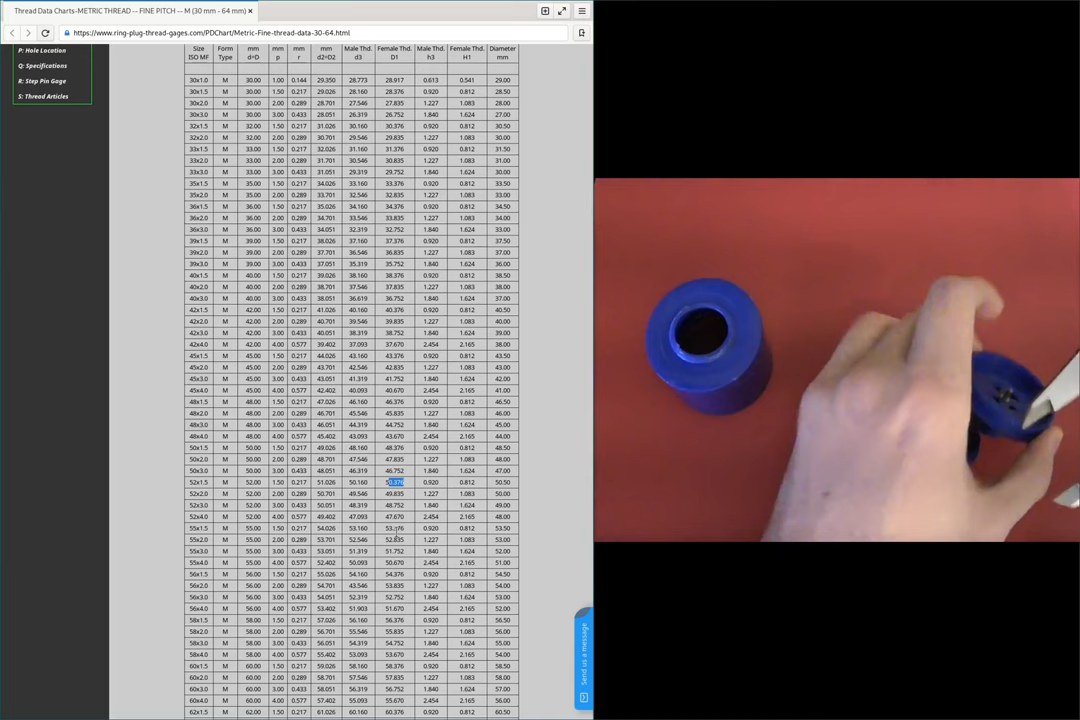 Thread Data Charts-METRIC THREAD -- FINE PITCH -- M (30 mm - 64 mm) ×
https://www.ring-plug-thread-gages.com/PDChart/Metric-Fine-thread-data-30-64.html
P: Hole Location
Q: Specifications
R: Step Pin Gage
S: Thread Articles
Size Form mm mm mm mm Male Thd. Female Thd. Male Thd. Female Thd. Diameter
ISO MF Type d=D p r d2=D2 d3 D1 h3 H1 mm
30x1.0 M 30.00 1.00 0.144 29.350 28.773 28.917 0.613 0.541 29.00
30x1.5 M 30.00 1.50 0.217 29.026 28.160 28.376 0.920 0.812 28.50
30x2.0 M 30.00 2.00 0.289 28.701 27.546 27.835 1.227 1.083 28.00
30x3.0 M 30.00 3.00 0.433 28.051 26.319 26.752 1.840 1.624 27.00
32x1.5 M 32.00 1.50 0.217 31.026 30.160 30.376 0.920 0.812 30.50
32x2.0 M 32.00 2.00 0.289 30.701 29.546 29.835 1.227 1.083 30.00
33x1.5 M 33.00 1.50 0.217 32.026 31.160 31.376 0.920 0.812 31.50
33x2.0 M 33.00 2.00 0.289 31.701 30.546 30.835 1.227 1.083 31.00
33x3.0 M 33.00 3.00 0.433 31.051 29.319 29.752 1.840 1.624 30.00
35x1.5 M 35.00 1.50 0.217 34.026 33.160 33.376 0.920 0.812 33.50
35x2.0 M 35.00 2.00 0.289 33.701 32.546 32.835 1.227 1.083 33.00
36x1.5 M 36.00 1.50 0.217 35.026 34.160 34.376 0.920 0.812 34.50
36x2.0 M 36.00 2.00 0.289 34.701 33.546 33.835 1.227 1.083 34.00
36x3.0 M 36.00 3.00 0.433 34.051 32.319 32.752 1.840 1.624 33.00
39x1.5 M 39.00 1.50 0.217 38.026 37.160 37.376 0.920 0.812 37.50
39x2.0 M 39.00 2.00 0.289 37.701 36.546 36.835 1.227 1.083 37.00
39x3.0 M 39.00 3.00 0.433 37.051 35.319 35.752 1.840 1.624 36.00
40x1.5 M 40.00 1.50 0.217 39.026 38.160 38.376 0.920 0.812 38.50
40x2.0 M 40.00 2.00 0.289 38.701 37.546 37.835 1.227 1.083 38.00
40x3.0 M 40.00 3.00 0.433 38.051 36.619 36.752 1.840 1.624 37.00
42x1.5 M 42.00 1.50 0.217 41.026 40.160 40.376 0.920 0.812 40.50
42x2.0 M 42.00 2.00 0.289 40.701 39.546 39.835 1.227 1.083 40.00
42x3.0 M 42.00 3.00 0.433 40.051 38.319 38.752 1.840 1.624 39.00
42x4.0 M 42.00 4.00 0.577 39.402 37.093 37.670 2.454 2.165 38.00
45x1.5 M 45.00 1.50 0.217 44.026 43.160 43.376 0.920 0.812 43.50
45x2.0 M 45.00 2.00 0.289 43.701 42.546 42.835 1.227 1.083 43.00
45x3.0 M 45.00 3.00 0.433 43.051 41.319 41.752 1.840 1.624 42.00
45x4.0 M 45.00 4.00 0.577 42.402 40.093 40.670 2.454 2.165 41.00
48x1.5 M 48.00 1.50 0.217 47.026 46.160 46.376 0.920 0.812 46.50
48x2.0 M 48.00 2.00 0.289 46.701 45.546 45.835 1.227 1.083 46.00
48x3.0 M 48.00 3.00 0.433 46.051 44.319 44.752 1.840 1.624 45.00
48x4.0 M 48.00 4.00 0.577 45.402 43.093 43.670 2.454 2.165 44.00
50x1.5 M 50.00 1.50 0.217 49.026 48.160 48.376 0.920 0.812 48.50
50x2.0 M 50.00 2.00 0.289 48.701 47.546 47.835 1.227 1.083 48.00
50x3.0 M 50.00 3.00 0.433 48.051 46.319 46.752 1.840 1.624 47.00
52x1.5 M 52.00 1.50 0.217 51.026 50.160 50.376 0.920 0.812 50.50
52x2.0 M 52.00 2.00 0.289 50.701 49.546 49.835 1.227 1.083 50.00
52x3.0 M 52.00 3.00 0.433 50.051 48.319 48.752 1.840 1.624 49.00
52x4.0 M 52.00 4.00 0.577 49.402 47.093 47.670 2.454 2.165 48.00
55x1.5 M 55.00 1.50 0.217 54.026 53.160 53.376 0.920 0.812 53.50
55x2.0 M 55.00 2.00 0.289 53.701 52.546 52.835 1.227 1.083 53.00
55x3.0 M 55.00 3.00 0.433 53.051 51.319 51.752 1.840 1.624 52.00
55x4.0 M 55.00 4.00 0.577 52.402 50.093 50.670 2.454 2.165 51.00
56x1.5 M 56.00 1.50 0.217 55.026 54.160 54.376 0.920 0.812 54.50
56x2.0 M 56.00 2.00 0.289 54.701 43.546 53.835 1.227 1.083 54.00
56x3.0 M 56.00 3.00 0.433 54.051 52.319 52.752 1.840 1.624 53.00
56x4.0 M 56.00 4.00 0.577 53.402 51.903 51.670 2.454 2.165 52.00
58x1.5 M 58.00 1.50 0.217 57.026 56.160 56.376 0.920 0.812 56.50
58x2.0 M 58.00 2.00 0.289 56.701 55.546 55.835 1.227 1.083 56.00
58x3.0 M 58.00 3.00 0.433 56.051 54.319 54.752 1.840 1.624 55.00
58x4.0 M 58.00 4.00 0.577 55.402 53.093 53.670 2.454 2.165 54.00
60x1.5 M 60.00 1.50 0.217 59.026 58.160 58.376 0.920 0.812 58.50
60x2.0 M 60.00 2.00 0.289 58.701 57.546 57.835 1.227 1.083 58.00
60x3.0 M 60.00 3.00 0.433 58.051 56.319 56.752 1.840 1.624 57.00
60x4.0 M 60.00 4.00 0.577 57.402 55.093 55.670 2.454 2.165 56.00
62x1.5 M 62.00 1.50 0.217 61.026 60.160 60.376 0.920 0.812 60.50
Send us a message